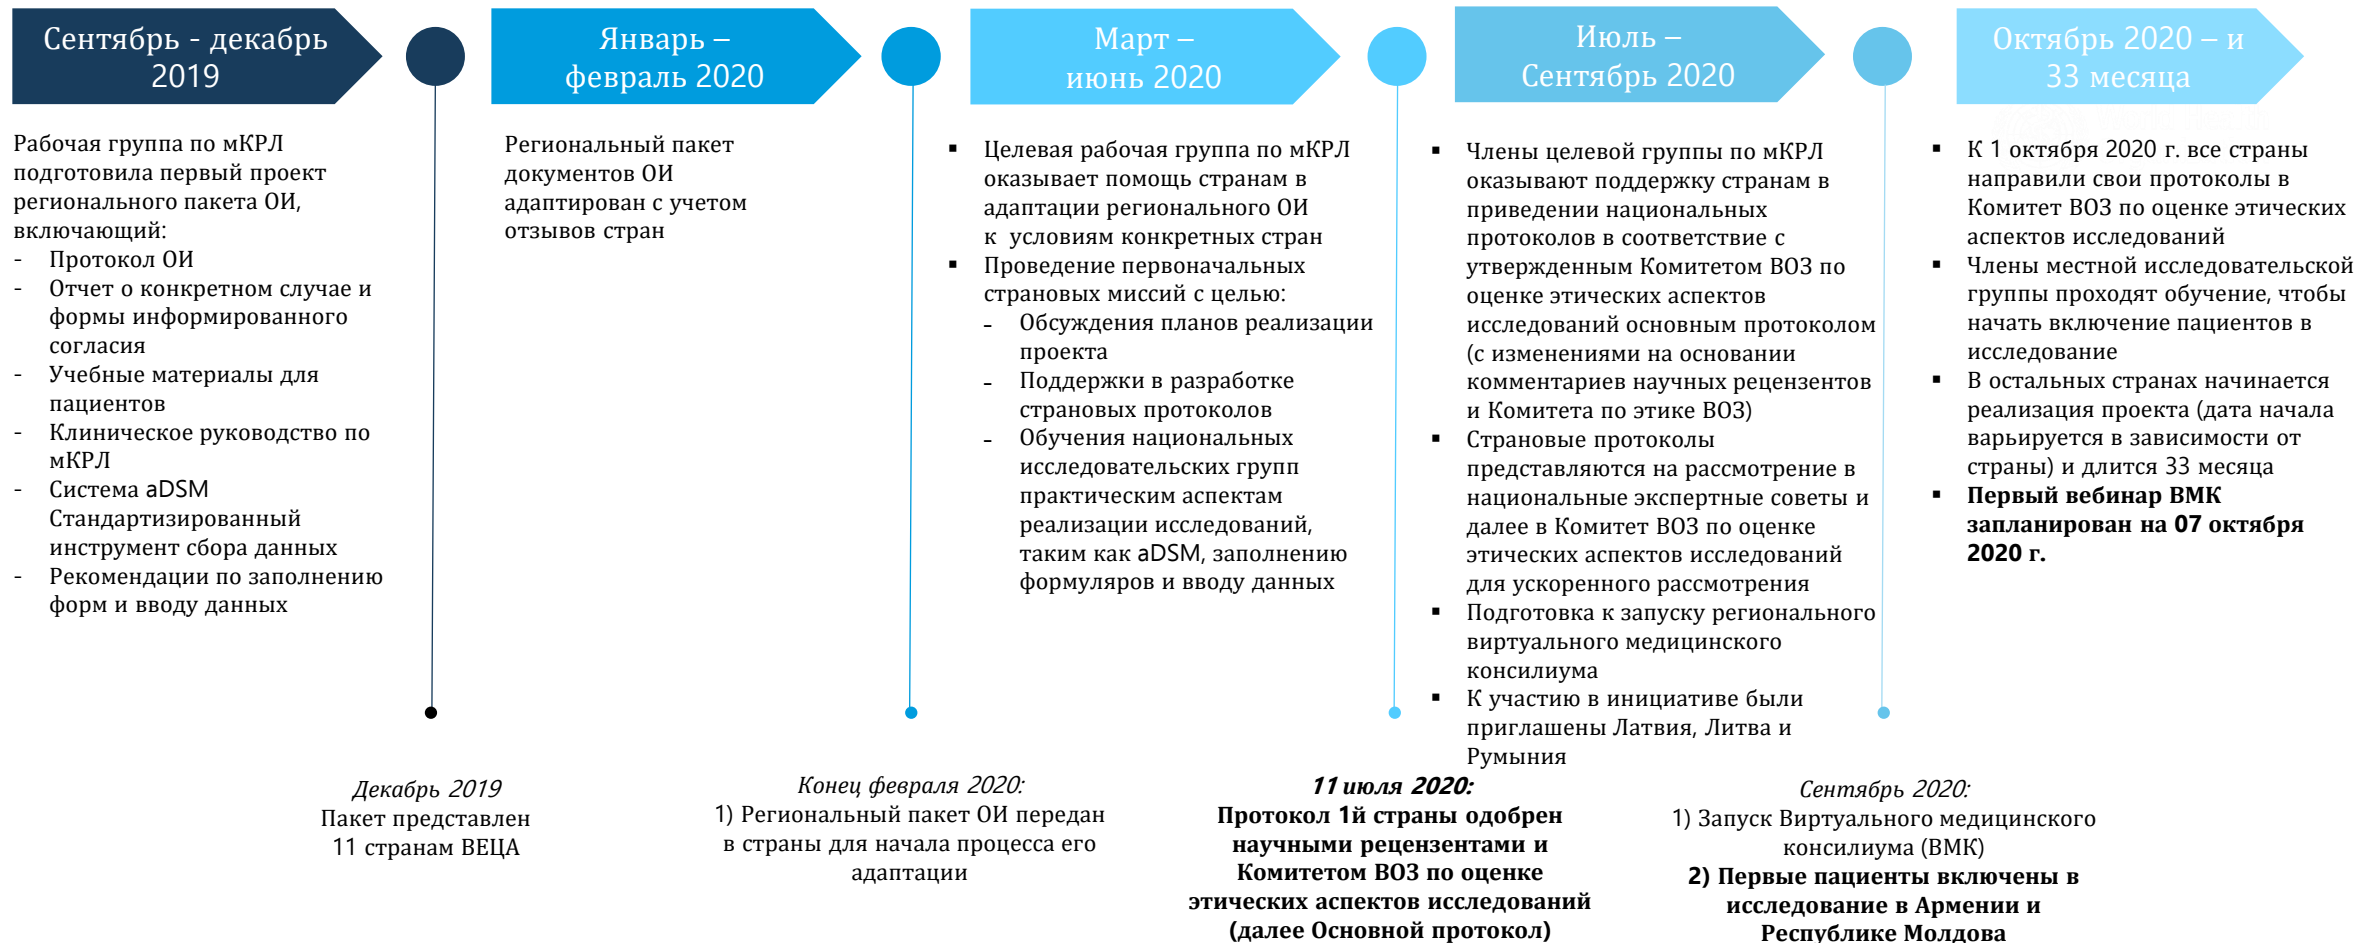 Сентябрь - декабрь
2019
Январь –
февраль 2020
Март –
июнь 2020
Июль –
Сентябрь 2020
Октябрь 2020 – и
33 месяца
Рабочая группа по мКРЛ
подготовила первый проект
регионального пакета ОИ,
включающий:
- Протокол ОИ
- Отчет о конкретном случае и
формы информированного
согласия
- Учебные материалы для
пациентов
- Клиническое руководство по
мКРЛ
- Система aDSM
Стандартизированный
инструмент сбора данных
- Рекомендации по заполнению
форм и вводу данных
Региональный пакет
документов ОИ
адаптирован с учетом
отзывов стран
▪ Целевая рабочая группа по мКРЛ
оказывает помощь странам в
адаптации регионального ОИ
к условиям конкретных стран
▪ Проведение первоначальных
страновых миссий с целью:
- Обсуждения планов реализации
проекта
- Поддержки в разработке
страновых протоколов
- Обучения национальных
исследовательских групп
практическим аспектам
реализации исследований,
таким как aDSM, заполнению
формуляров и вводу данных
▪ Члены целевой группы по мКРЛ
оказывают поддержку странам в
приведении национальных
протоколов в соответствие с
утвержденным Комитетом ВОЗ по
оценке этических аспектов
исследований основным протоколом
(с изменениями на основании
комментариев научных рецензентов
и Комитета по этике ВОЗ)
▪ Страновые протоколы
представляются на рассмотрение в
национальные экспертные советы и
далее в Комитет ВОЗ по оценке
этических аспектов исследований
для ускоренного рассмотрения
▪ Подготовка к запуску регионального
виртуального медицинского
консилиума
▪ К участию в инициативе были
приглашены Латвия, Литва и
Румыния
▪ К 1 октября 2020 г. все страны
направили свои протоколы в
Комитет ВОЗ по оценке этических
аспектов исследований
▪ Члены местной исследовательской
группы проходят обучение, чтобы
начать включение пациентов в
исследование
▪ В остальных странах начинается
реализация проекта (дата начала
варьируется в зависимости от
страны) и длится 33 месяца
▪ Первый вебинар ВМК
запланирован на 07 октября
2020 г.
Декабрь 2019
Пакет представлен
11 странам ВЕЦА
Конец февраля 2020:
1) Региональный пакет ОИ передан
в страны для начала процесса его
адаптации
11 июля 2020:
Протокол 1й страны одобрен
научными рецензентами и
Комитетом ВОЗ по оценке
этических аспектов исследований
(далее Основной протокол)
Сентябрь 2020:
1) Запуск Виртуального медицинского
консилиума (ВМК)
2) Первые пациенты включены в
исследование в Армении и
Республике Молдова